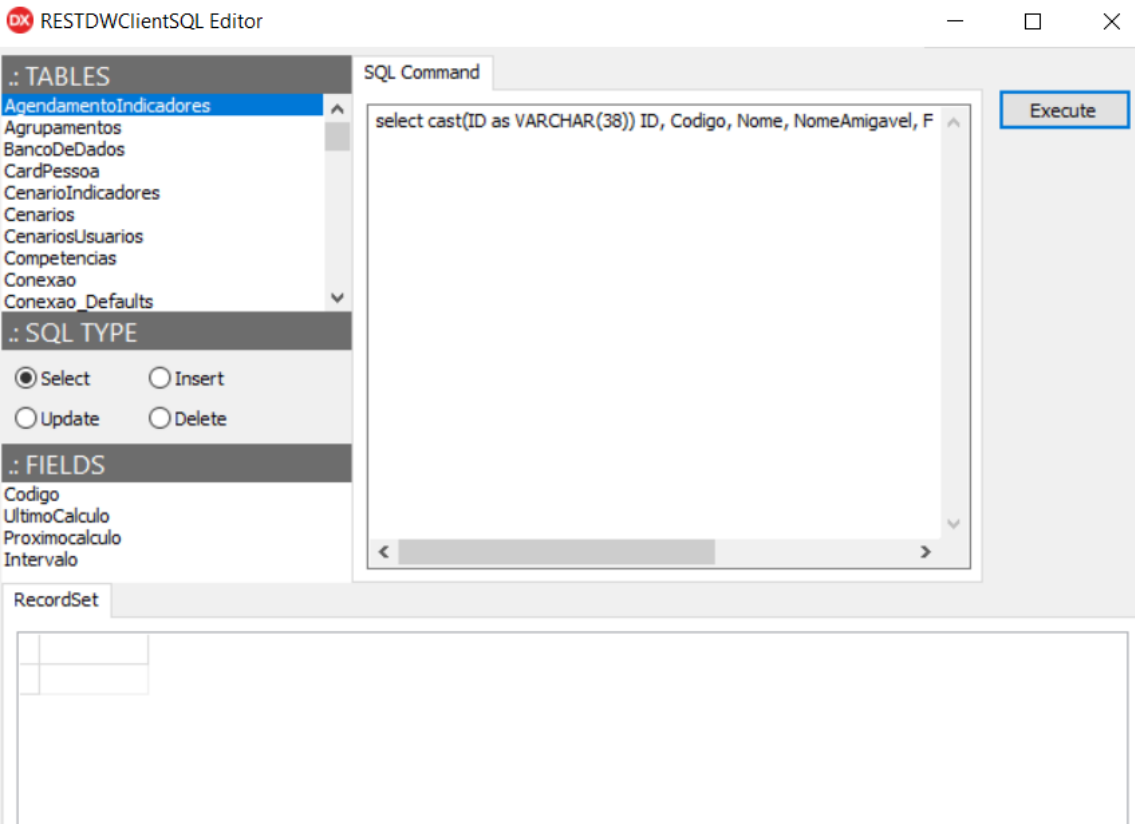 DX RESTDWClientSQL Editor
.: TABLES
AgendamentoIndicadores
Agrupamentos
BancoDeDados
CardPessoa
CenarioIndicadores
Cenarios
CenariosUsuarios
Competencias
Conexao
Conexao_Defaults
.: SQL TYPE
Select Insert
Update Delete
.: FIELDS
Codigo
UltimoCalculo
Proximocalculo
Intervalo
SQL Command
select cast(ID as VARCHAR(38)) ID, Codigo, Nome, NomeAmigavel, F
Execute
RecordSet